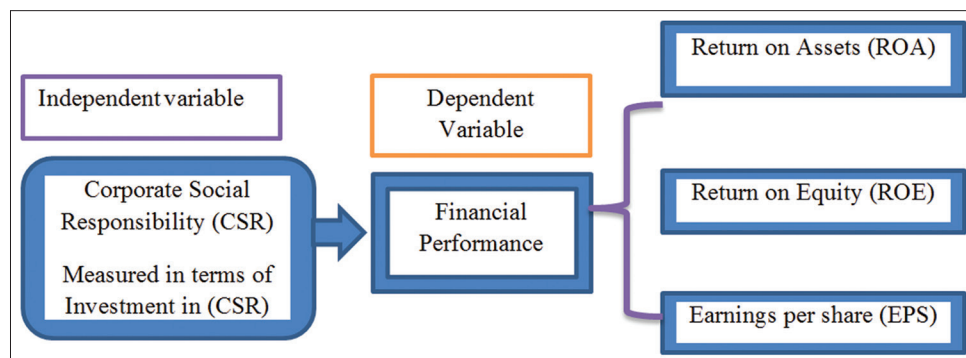 Independent variable
Corporate Social
Responsibility (CSR)
Measured in terms of
Investment in (CSR)
Dependent
Variable
Financial
Performance
Return on Assets (ROA)
Return on Equity (ROE)
Earnings per share (EPS)